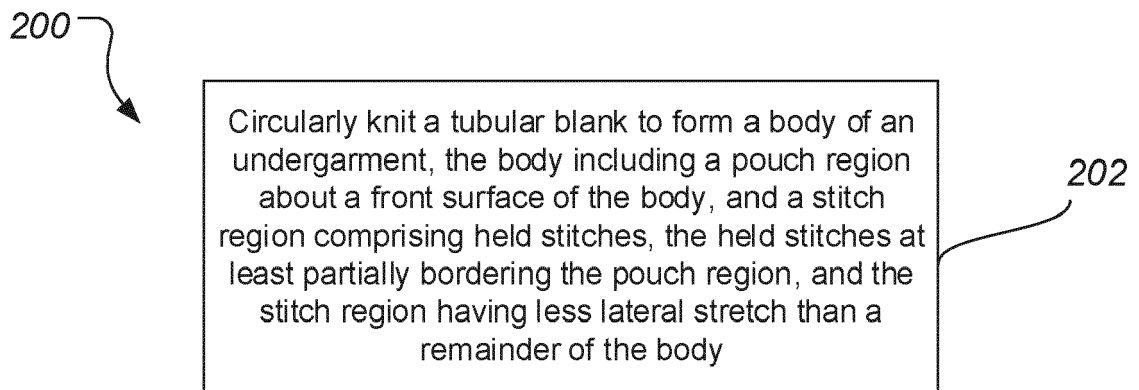 200
Circularly knit a tubular blank to form a body of an
undergarment, the body including a pouch region
about a front surface of the body, and a stitch
region comprising held stitches, the held stitches at
least partially bordering the pouch region, and the
stitch region having less lateral stretch than a
remainder of the body
202